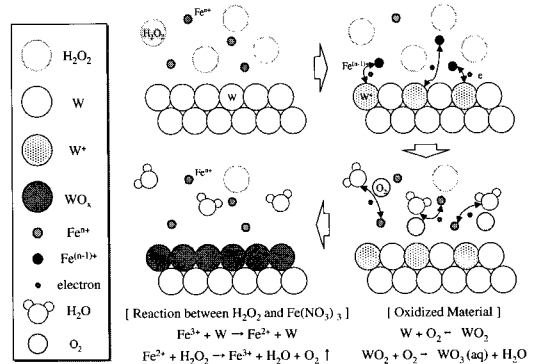 H₂O₂
W
W⁺
WOₓ
Feⁿ⁺
Fe⁽ⁿ⁻¹⁾⁺
electron
H₂O
O₂
H₂O₂
Feⁿ⁺
W
Fe⁽ⁿ⁻¹⁾⁺
e
e
e
W⁺
Feⁿ⁺
O₂
[ Reaction between H₂O₂ and Fe(NO₃)₃ ]
Fe³⁺ + W → Fe²⁺ + W
Fe²⁺ + H₂O₂ → Fe³⁺ + H₂O + O₂ ↑
[ Oxidized Material ]
W + O₂ → WO₂
WO₂ + O₂ → WO₃ (aq) + H₂O